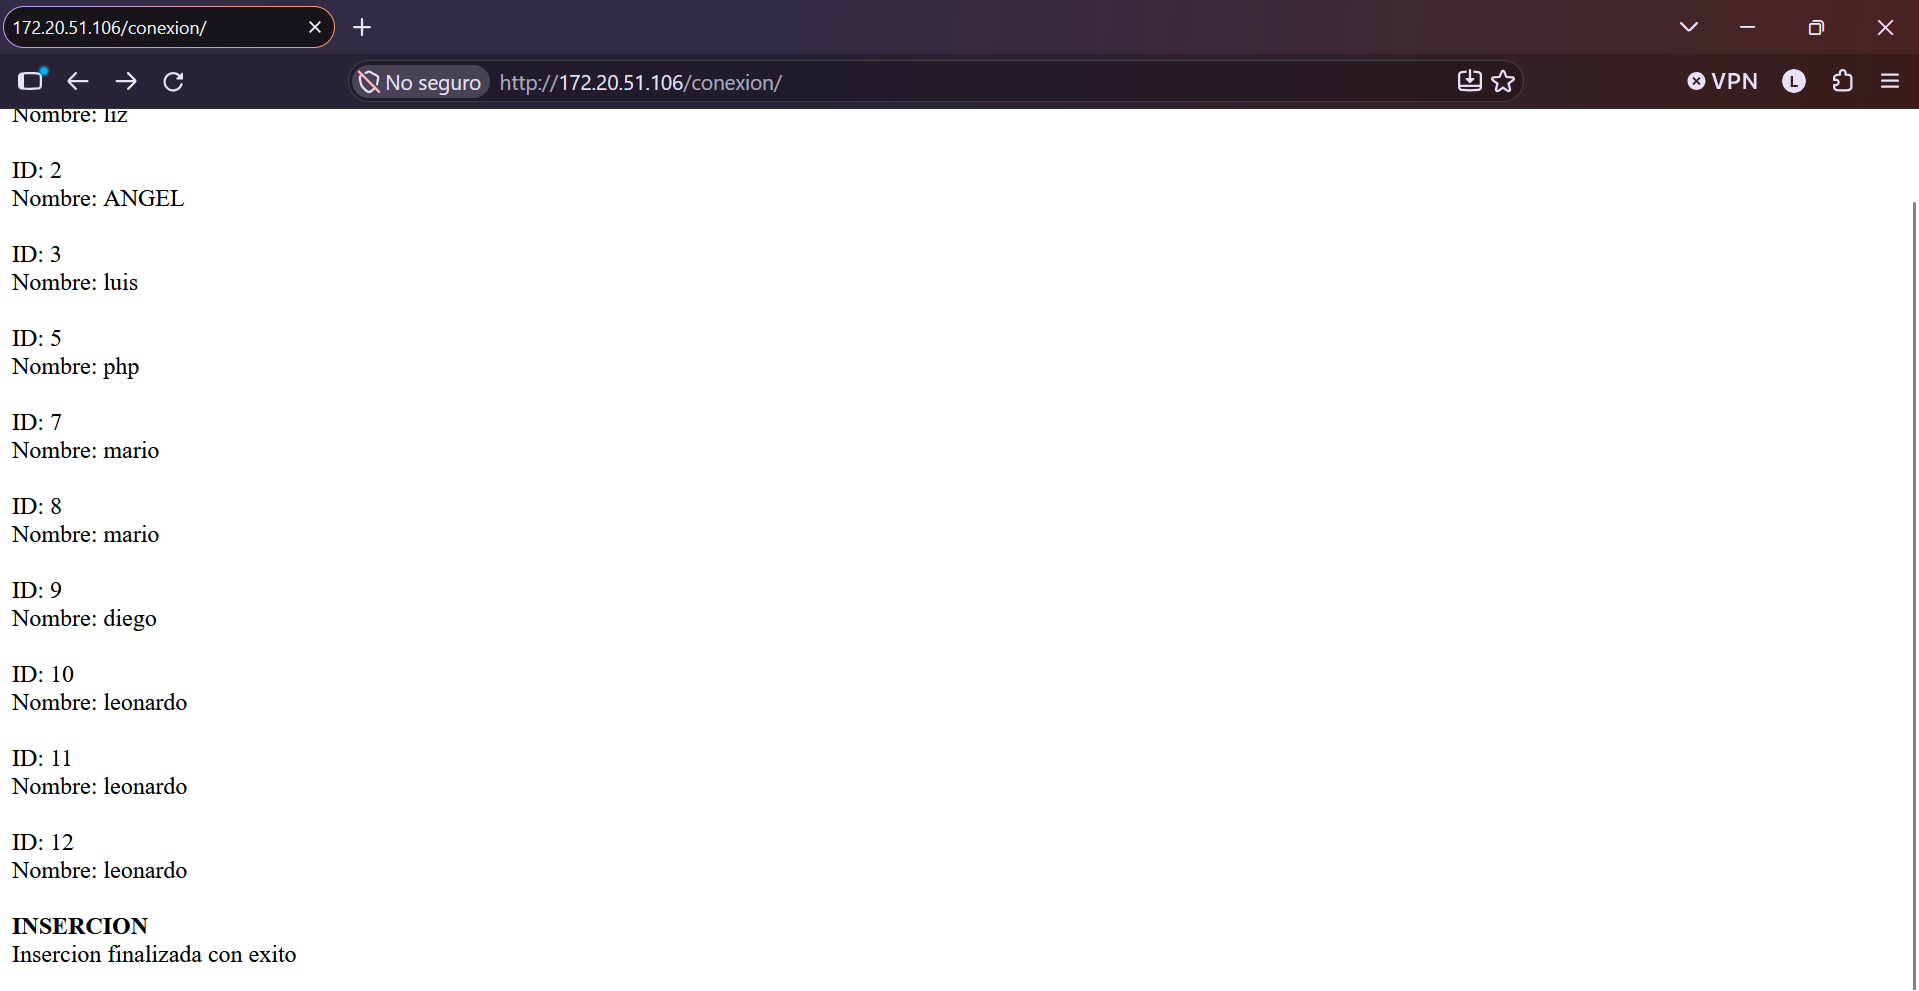 172.20.51.106/conexion/
No seguro http://172.20.51.106/conexion/ VPN L
Nombre: liz
ID: 2
Nombre: ANGEL
ID: 3
Nombre: luis
ID: 5
Nombre: php
ID: 7
Nombre: mario
ID: 8
Nombre: mario
ID: 9
Nombre: diego
ID: 10
Nombre: leonardo
ID: 11
Nombre: leonardo
ID: 12
Nombre: leonardo
INSERCION
Insercion finalizada con exito